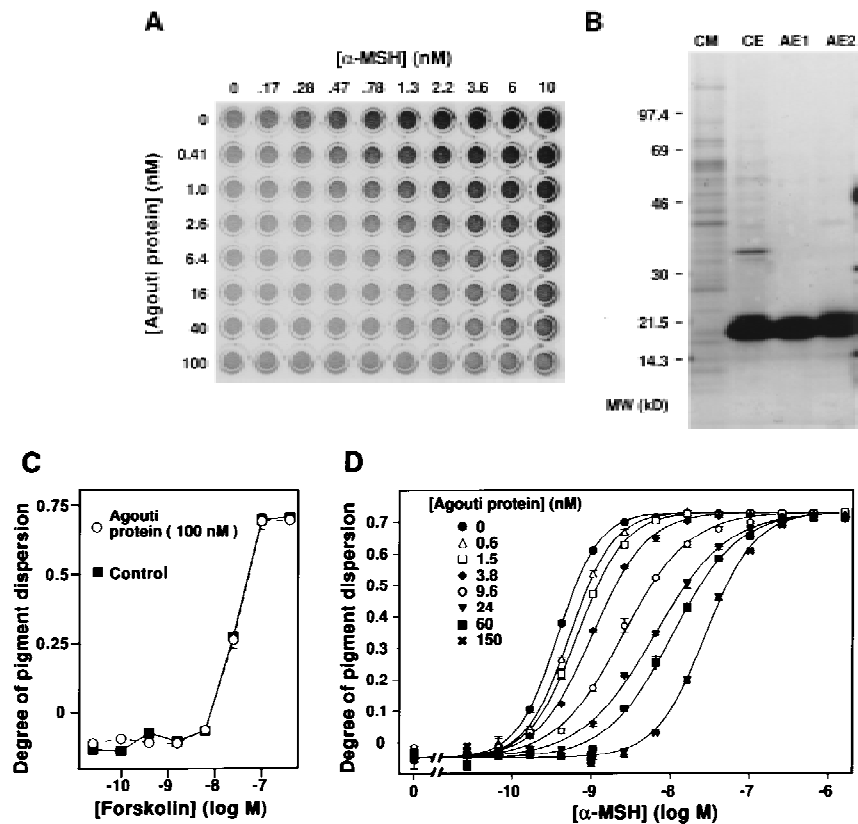 A
[α-MSH] (nM)
0 .17 .28 .47 .78 1.3 2.2 3.6 6 10
[Agouti protein] (nM)
0
0.41
1.0
2.6
6.4
16
40
100
B
CM CE AE1 AE2
97.4
69
46
30
21.5
14.3
MW (kD)
C
Degree of pigment dispersion
0.75
0.50
0.25
0
Agouti
protein ( 100 nM )
Control
-10 -9 -8 -7
[Forskolin] (log M)
D
Degree of pigment dispersion
0.7
0.6
0.5
0.4
0.3
0.2
0.1
0
[Agouti protein] (nM)
0
0.6
1.5
3.8
9.6
24
60
150
0 -10 -9 -8 -7 -6
[α-MSH] (log M)